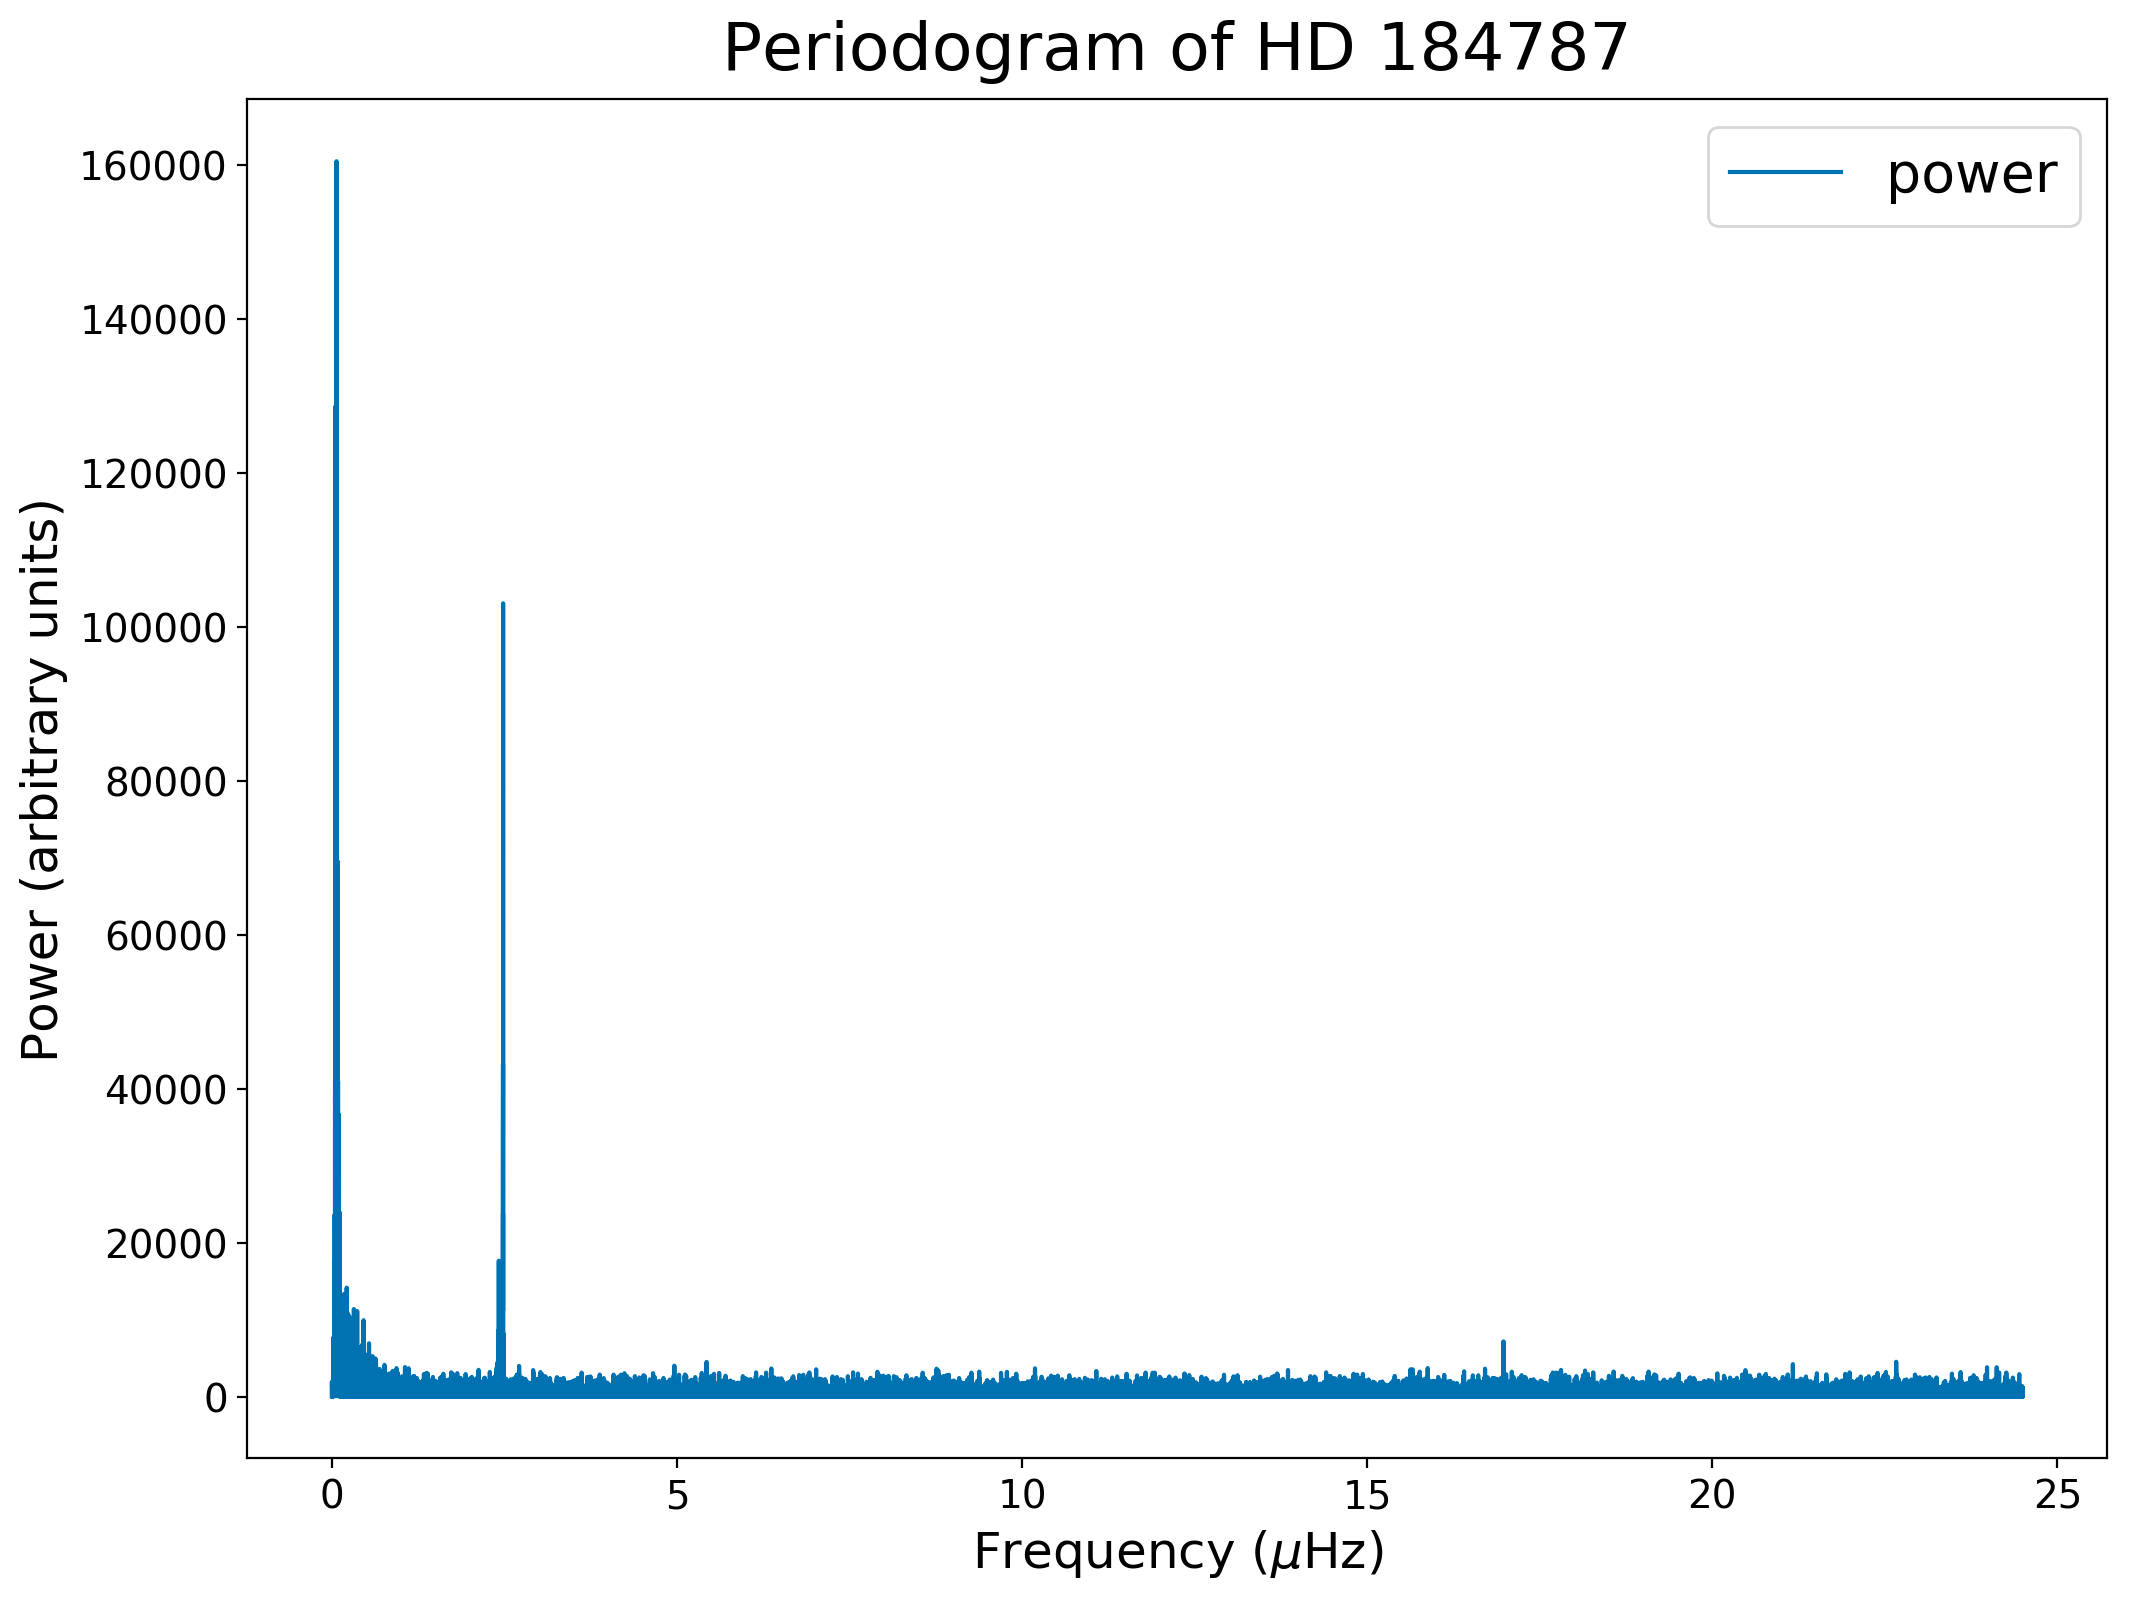 Periodogram of HD 184787
power
160000
140000
120000
100000
80000
60000
40000
20000
0
Power (arbitrary units)
0 5 10 15 20 25
Frequency (μHz)